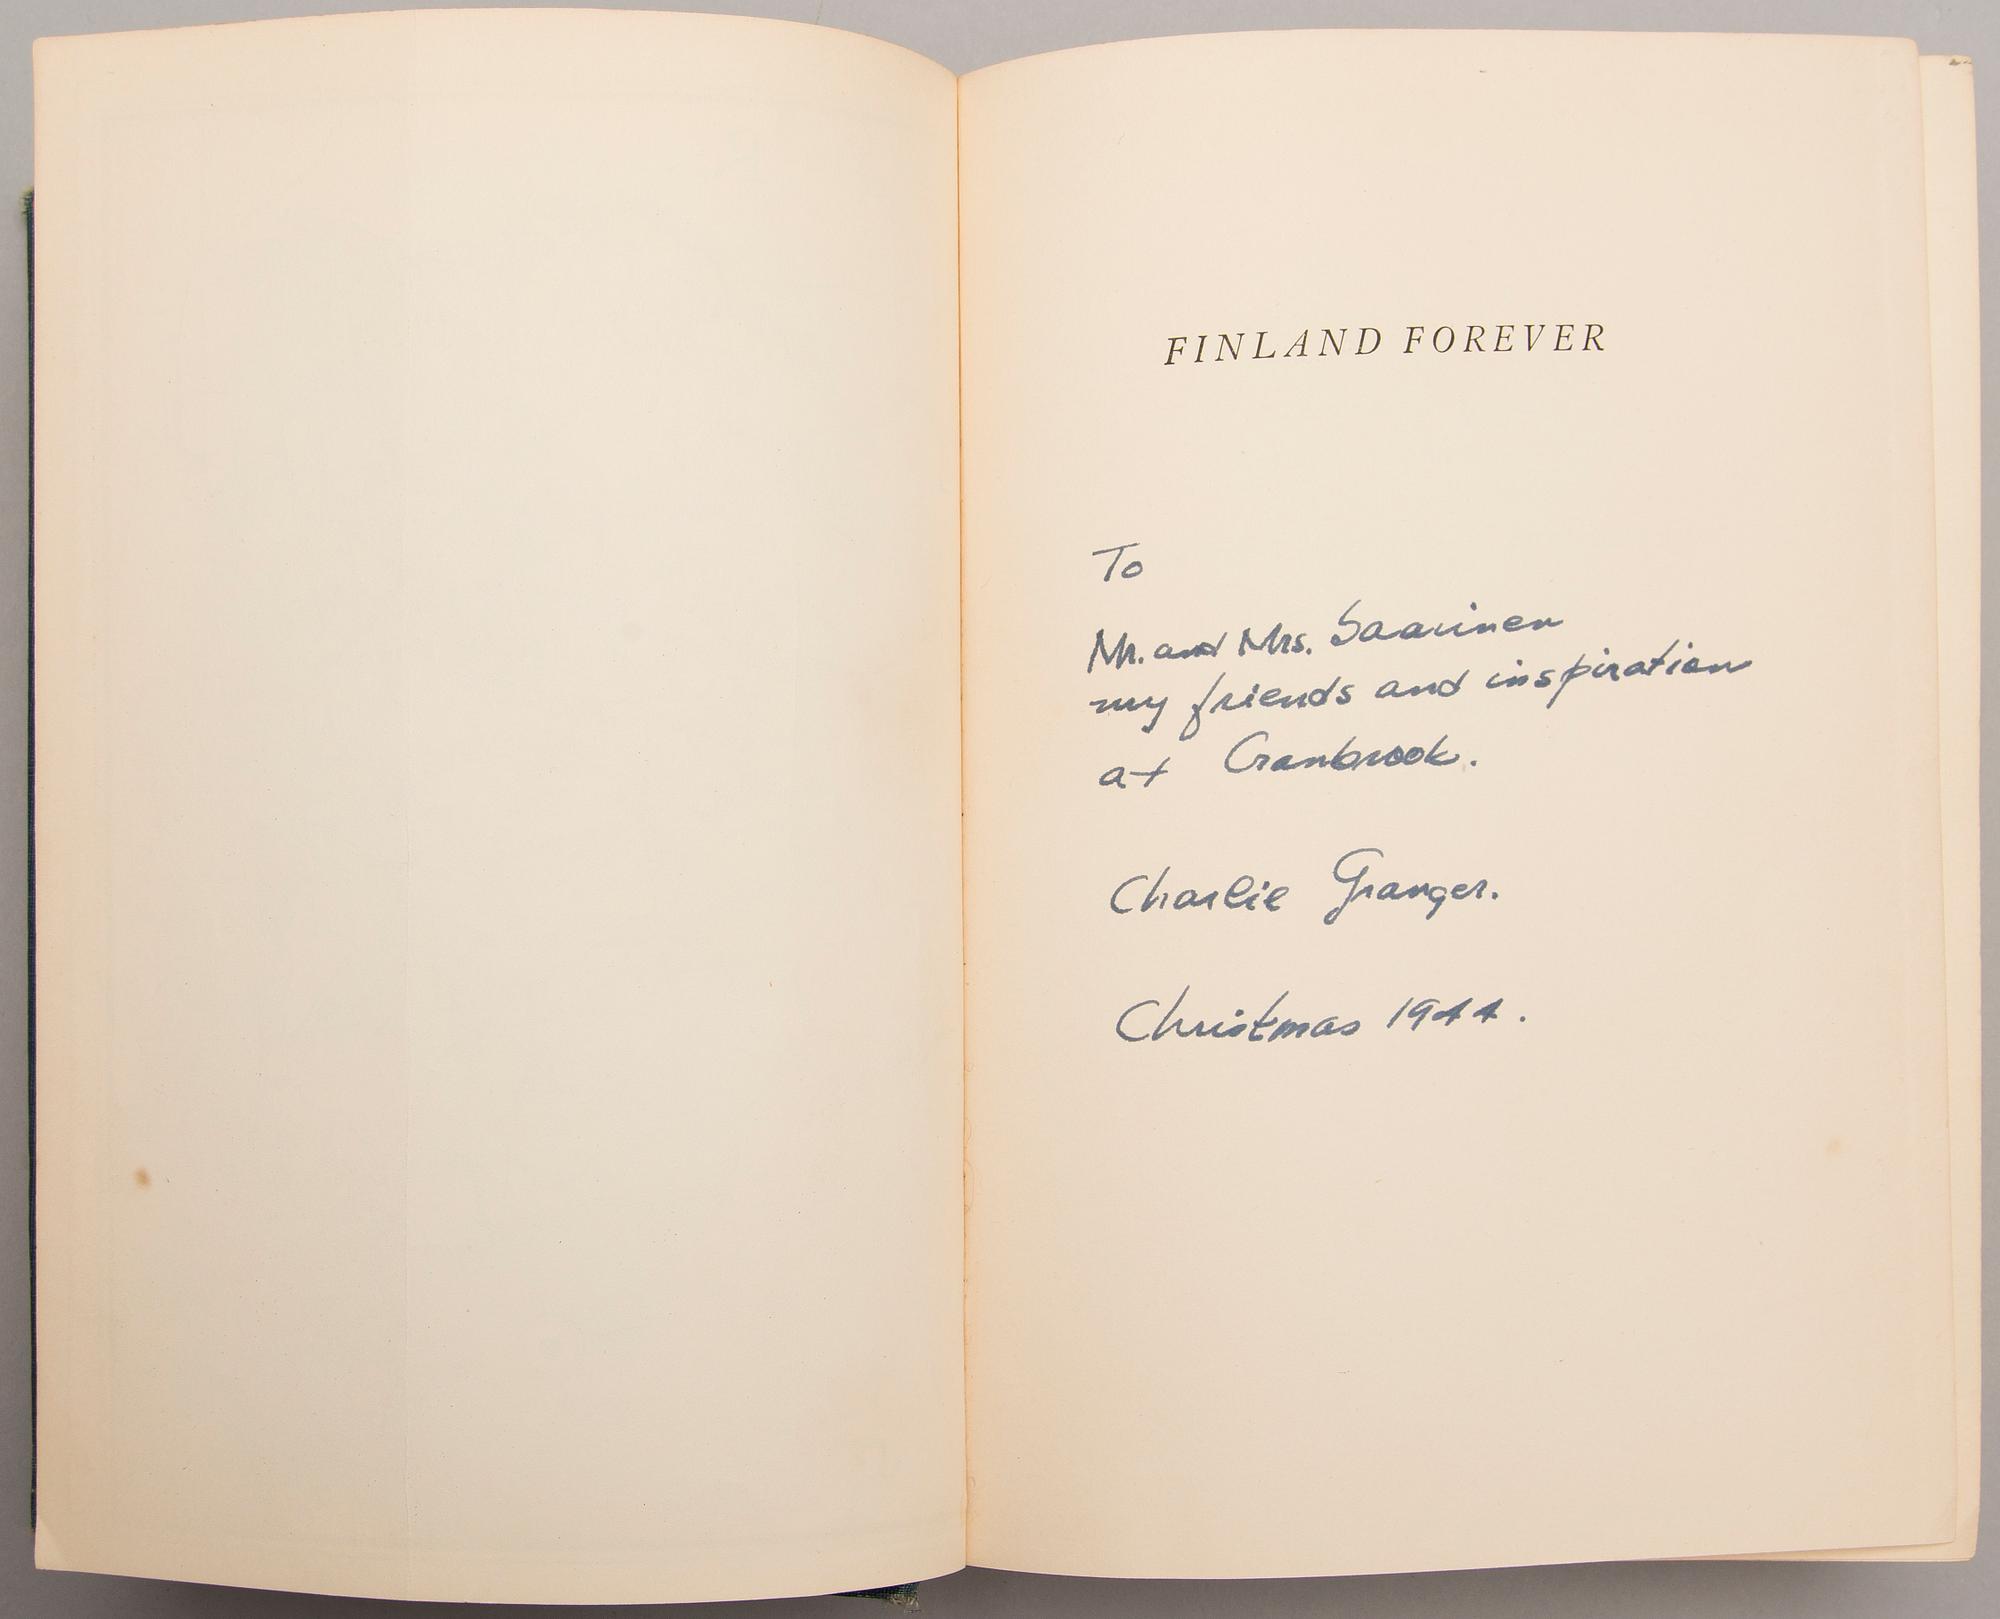 FINLAND FOREVER
To
Mr. and Mrs. Saarinen
my friends and inspiration
at Cranbrook.
Charlie Granger.
Christmas 1944.